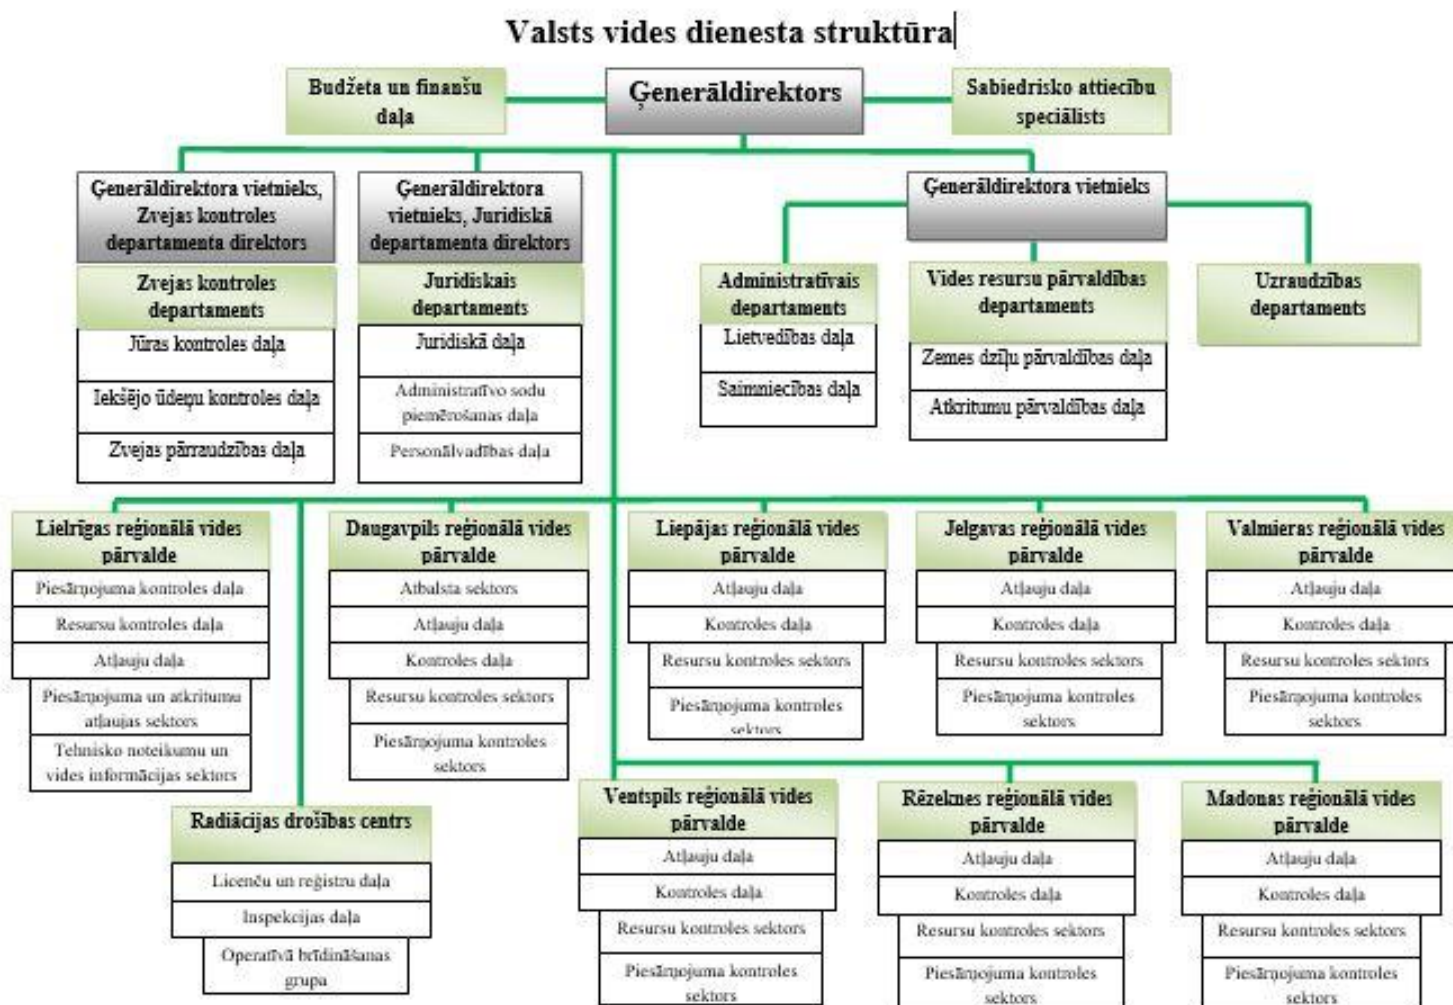 Valsts vides dienesta struktūra
Budžeta un finanšu
daļa
Ģenerāldirektors
Sabiedrisko attiecību
speciālists
Ģenerāldirektora vietnieks,
Zvejas kontroles
departamenta direktors
Ģenerāldirektora
vietnieks, Juridiskā
departamenta direktors
Ģenerāldirektora vietnieks
Zvejas kontroles
departaments
Jūras kontroles daļa
Iekšējo ūdeņu kontroles daļa
Zvejas pārraudzības daļa
Juridiskais
departaments
Juridiskā daļa
Administratīvo sodu
piemērošanas daļa
Personālvadības daļa
Administratīvais
departaments
Lietvedības daļa
Saimniecības daļa
Vides resursu pārvaldības
departaments
Zemes dziļu pārvaldības daļa
Atkritumu pārvaldības daļa
Uzraudzības
departaments
Lielrīgas reģionālā vides
pārvalde
Piesārņojuma kontroles daļa
Resursu kontroles daļa
Atļauju daļa
Piesārņojuma un atkritumu
atļaujas sektors
Tehnisko noteikumu un
vides informācijas sektors
Daugavpils reģionālā vides
pārvalde
Atbalsta sektors
Atļauju daļa
Kontroles daļa
Resursu kontroles sektors
Piesārņojuma kontroles
sektors
Liepājas reģionālā vides
pārvalde
Atļauju daļa
Kontroles daļa
Resursu kontroles sektors
Piesārņojuma kontroles
sektors
Jelgavas reģionālā vides
pārvalde
Atļauju daļa
Kontroles daļa
Resursu kontroles sektors
Piesārņojuma kontroles
sektors
Valmieras reģionālā vides
pārvalde
Atļauju daļa
Kontroles daļa
Resursu kontroles sektors
Piesārņojuma kontroles
sektors
Radiācijas drošības centrs
Licenču un reģistru daļa
Inspekcijas daļa
Operatīvā brīdināšanas
grupa
Ventspils reģionālā vides
pārvalde
Atļauju daļa
Kontroles daļa
Resursu kontroles sektors
Piesārņojuma kontroles
sektors
Rēzeknes reģionālā vides
pārvalde
Atļauju daļa
Kontroles daļa
Resursu kontroles sektors
Piesārņojuma kontroles
sektors
Madonas reģionālā vides
pārvalde
Atļauju daļa
Kontroles daļa
Resursu kontroles sektors
Piesārņojuma kontroles
sektors